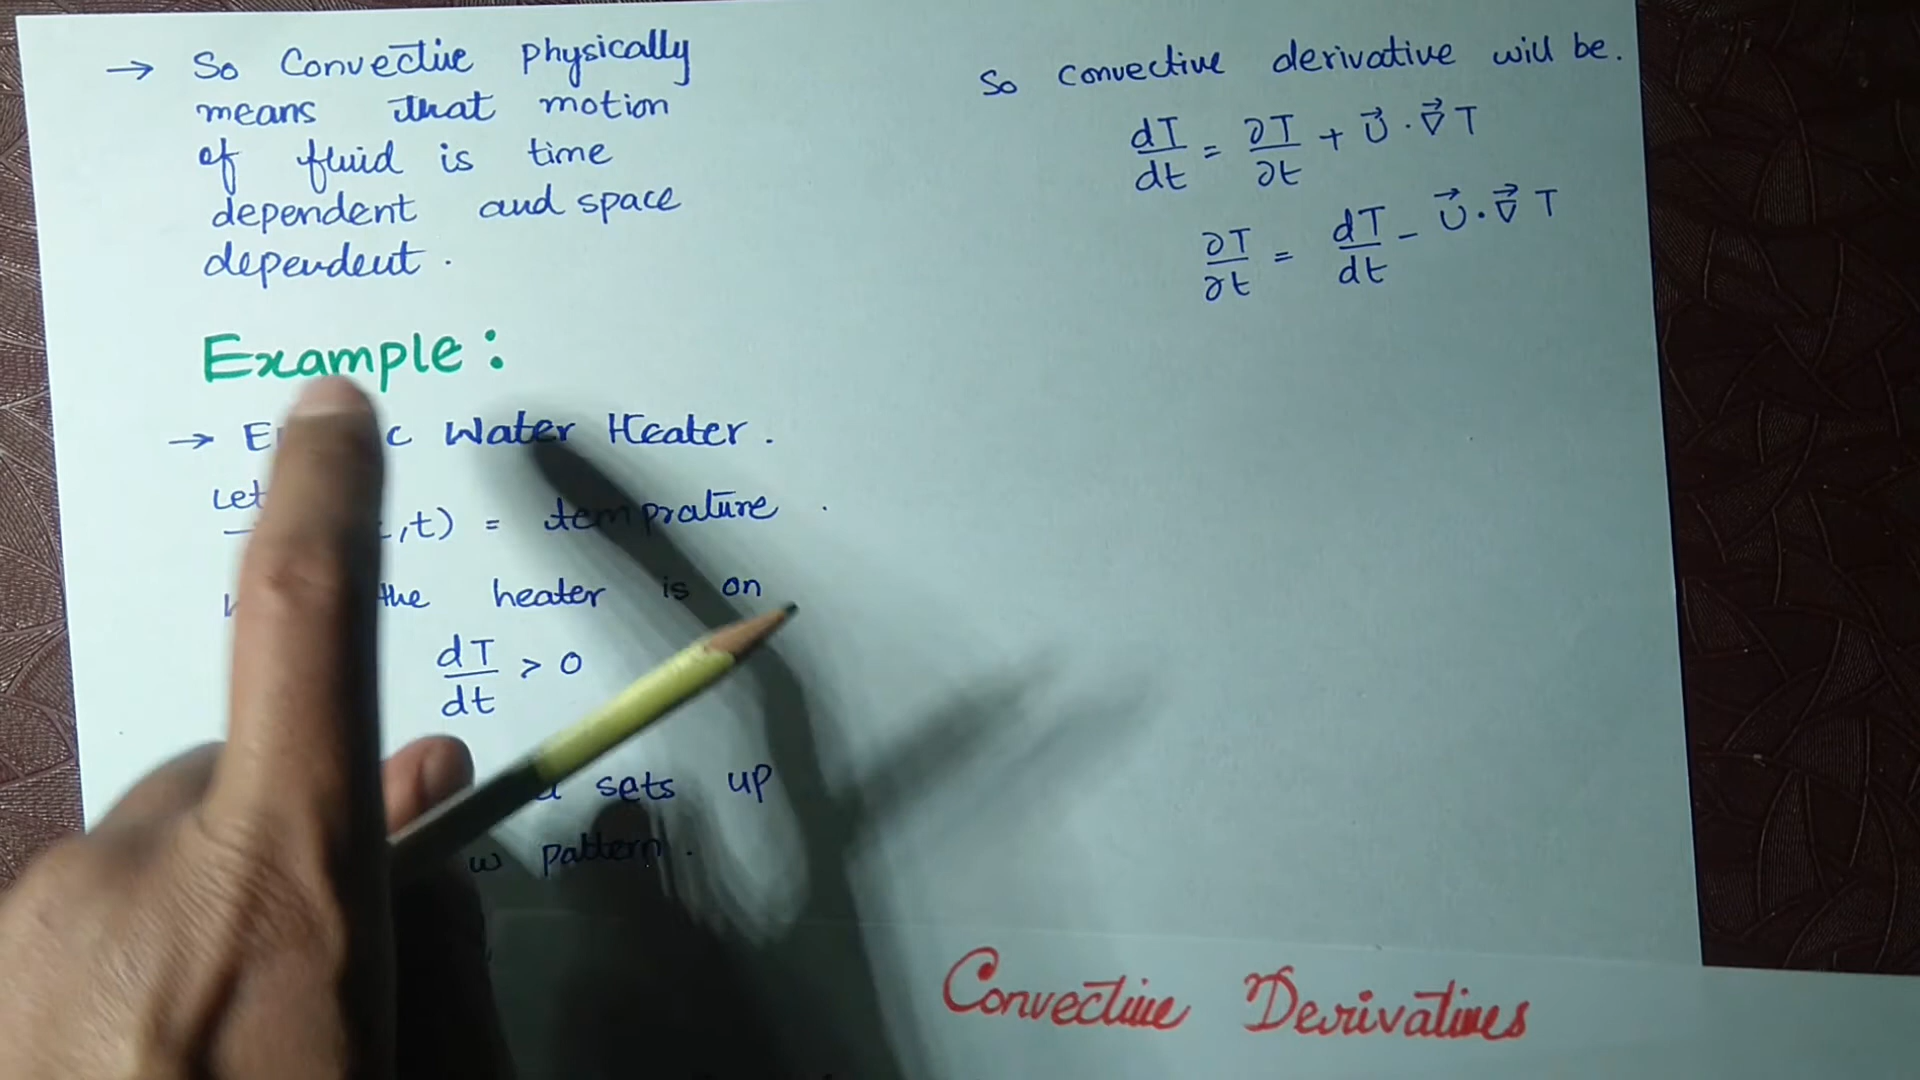 → So Convective physically
means that motion
of fluid is time
dependent and space
dependent .
Example :
→ Water Heater .
Let
,t) = temprature .
the heater is on
dT/dt > 0
sets up
pattern .
So convective derivative will be .
dT/dt = ∂T/∂t + U⃗ · ∇⃗ T
∂T/∂t = dT/dt - U⃗ · ∇⃗ T
Convective Derivatives